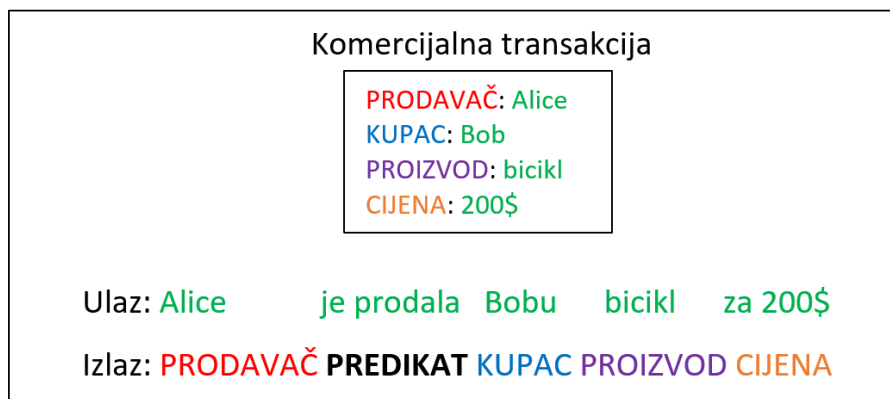 Komercijalna transakcija
PRODAVAČ: Alice
KUPAC: Bob
PROIZVOD: bicikl
CIJENA: 200$
Ulaz: Alice je prodala Bobu bicikl za 200$
Izlaz: PRODAVAČ PREDIKAT KUPAC PROIZVOD CIJENA